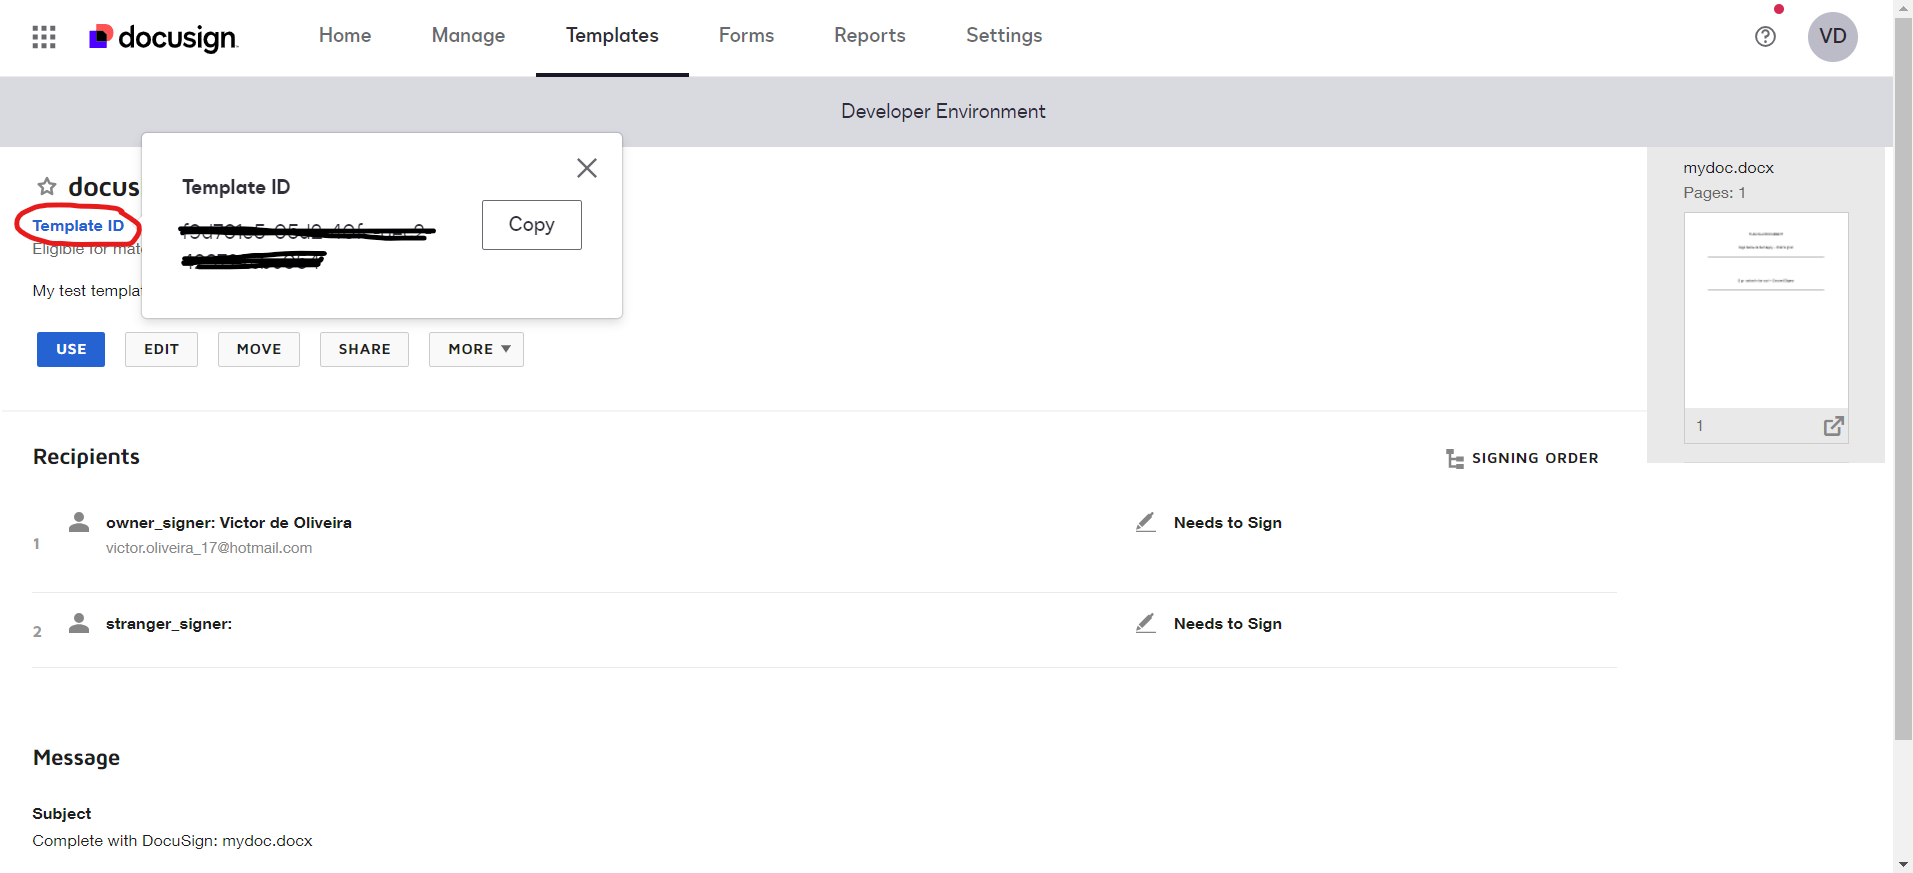 docusign
Home
Manage
Templates
Forms
Reports
Settings
VD
Developer Environment
docus
Template ID
Eligible for mat
My test templa
Template ID
Copy
USE
EDIT
MOVE
SHARE
MORE
mydoc.docx
Pages: 1
1
Recipients
SIGNING ORDER
1
owner_signer: Victor de Oliveira
victor.oliveira_17@hotmail.com
Needs to Sign
2
stranger_signer:
Needs to Sign
Message
Subject
Complete with DocuSign: mydoc.docx